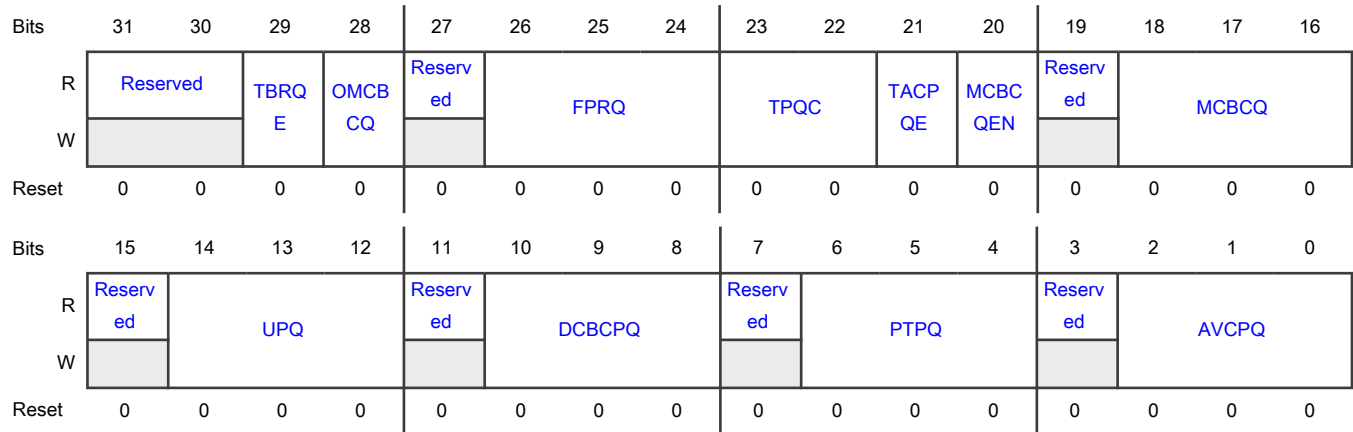 Bits 31 30 29 28 27 26 25 24 23 22 21 20 19 18 17 16
R Reserved TBRQ E OMCB CQ Reserv ed FPRQ TPQC TACP QE MCBC QEN Reserv ed MCBCQ
W
Reset 0 0 0 0 0 0 0 0 0 0 0 0 0 0 0 0
Bits 15 14 13 12 11 10 9 8 7 6 5 4 3 2 1 0
R Reserv ed UPQ Reserv ed DCBCPQ Reserv ed PTPQ Reserv ed AVCPQ
W
Reset 0 0 0 0 0 0 0 0 0 0 0 0 0 0 0 0